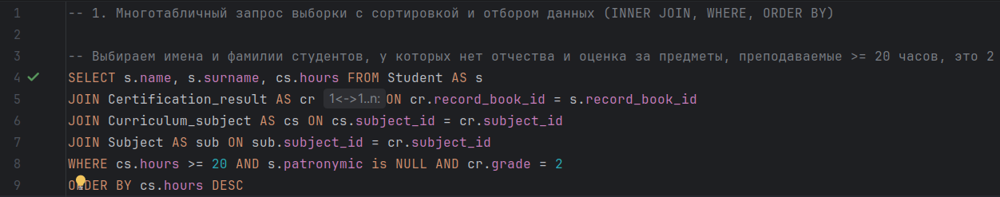 1 -- 1. Многотабличный запрос выборки с сортировкой и отбором данных (INNER JOIN, WHERE, ORDER BY)
2
3 -- Выбираем имена и фамилии студентов, у которых нет отчества и оценка за предметы, преподаваемые >= 20 часов, это 2
4 SELECT s.name, s.surname, cs.hours FROM Student AS s
5 JOIN Certification_result AS cr 1<->1..n: ON cr.record_book_id = s.record_book_id
6 JOIN Curriculum_subject AS cs ON cs.subject_id = cr.subject_id
7 JOIN Subject AS sub ON sub.subject_id = cr.subject_id
8 WHERE cs.hours >= 20 AND s.patronymic is NULL AND cr.grade = 2
9 ORDER BY cs.hours DESC